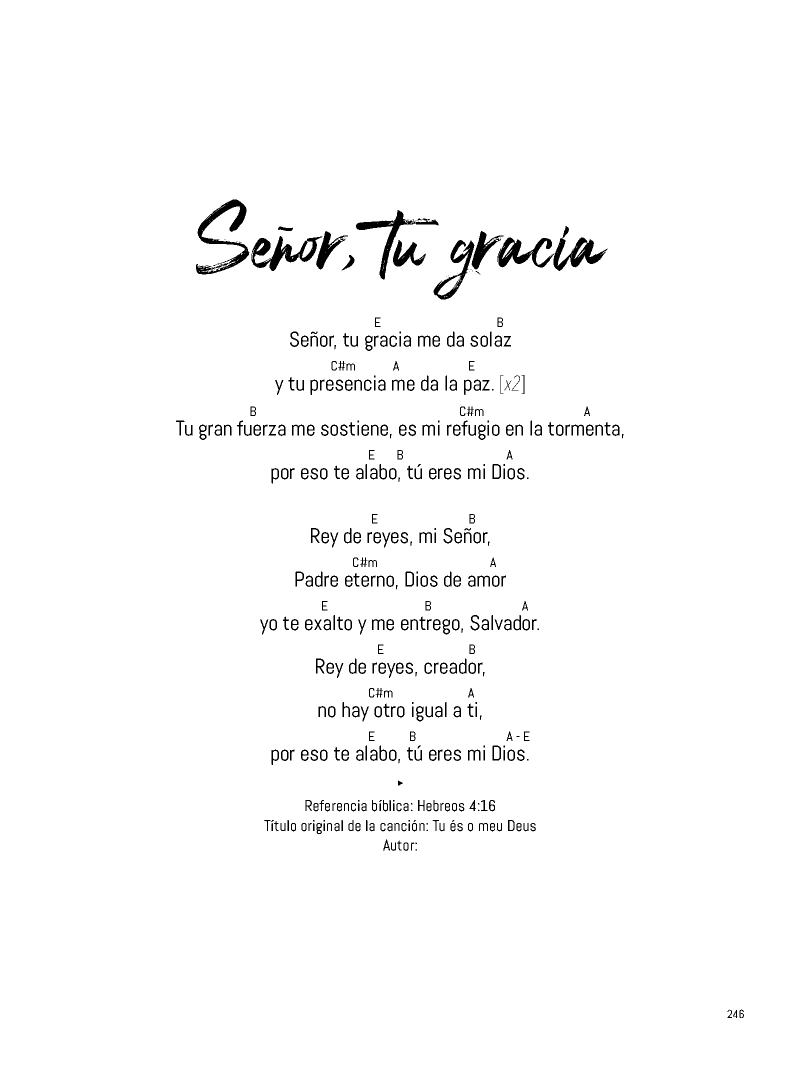 Señor, tu gracia
E B
Señor, tu gracia me da solaz
C#m A E
y tu presencia me da la paz. [x2]
B C#m A
Tu gran fuerza me sostiene, es mi refugio en la tormenta,
E B A
por eso te alabo, tú eres mi Dios.
E B
Rey de reyes, mi Señor,
C#m A
Padre eterno, Dios de amor
E B A
yo te exalto y me entrego, Salvador.
E B
Rey de reyes, creador,
C#m A
no hay otro igual a ti,
E B A - E
por eso te alabo, tú eres mi Dios.
Referencia bíblica: Hebreos 4:16
Título original de la canción: Tu és o meu Deus
Autor:
246